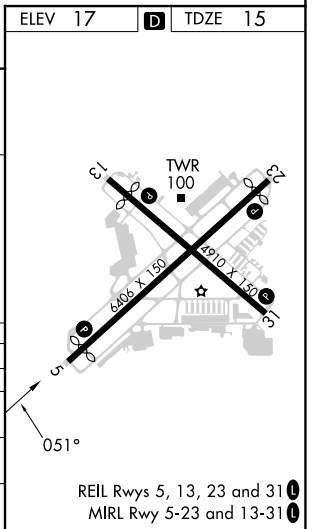 ELEV 17 D TDZE 15
TWR
100
13
23
P
P
4910 X 150
6406 X 150
P
P
31
5
051°
REIL Rwys 5, 13, 23 and 31 L
MIRL Rwy 5-23 and 13-31 L